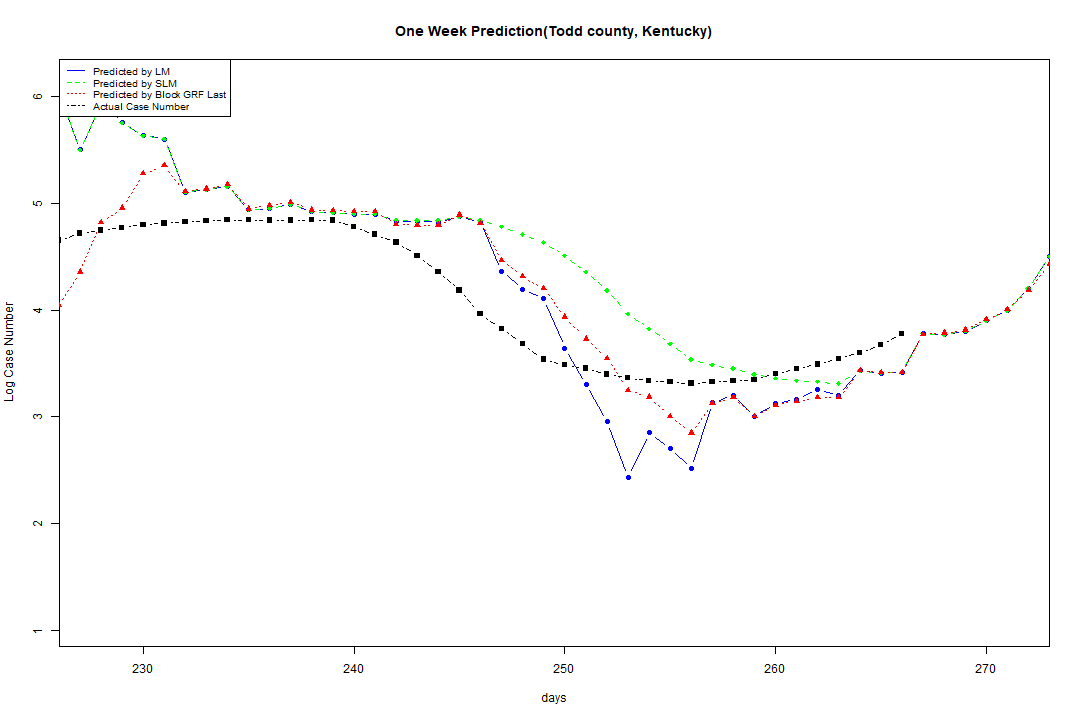 One Week Prediction(Todd county, Kentucky)
Predicted by LM
Predicted by SLM
Predicted by Block GRF Last
Actual Case Number
6
5
4
3
2
1
Log Case Number
230 240 250 260 270
days